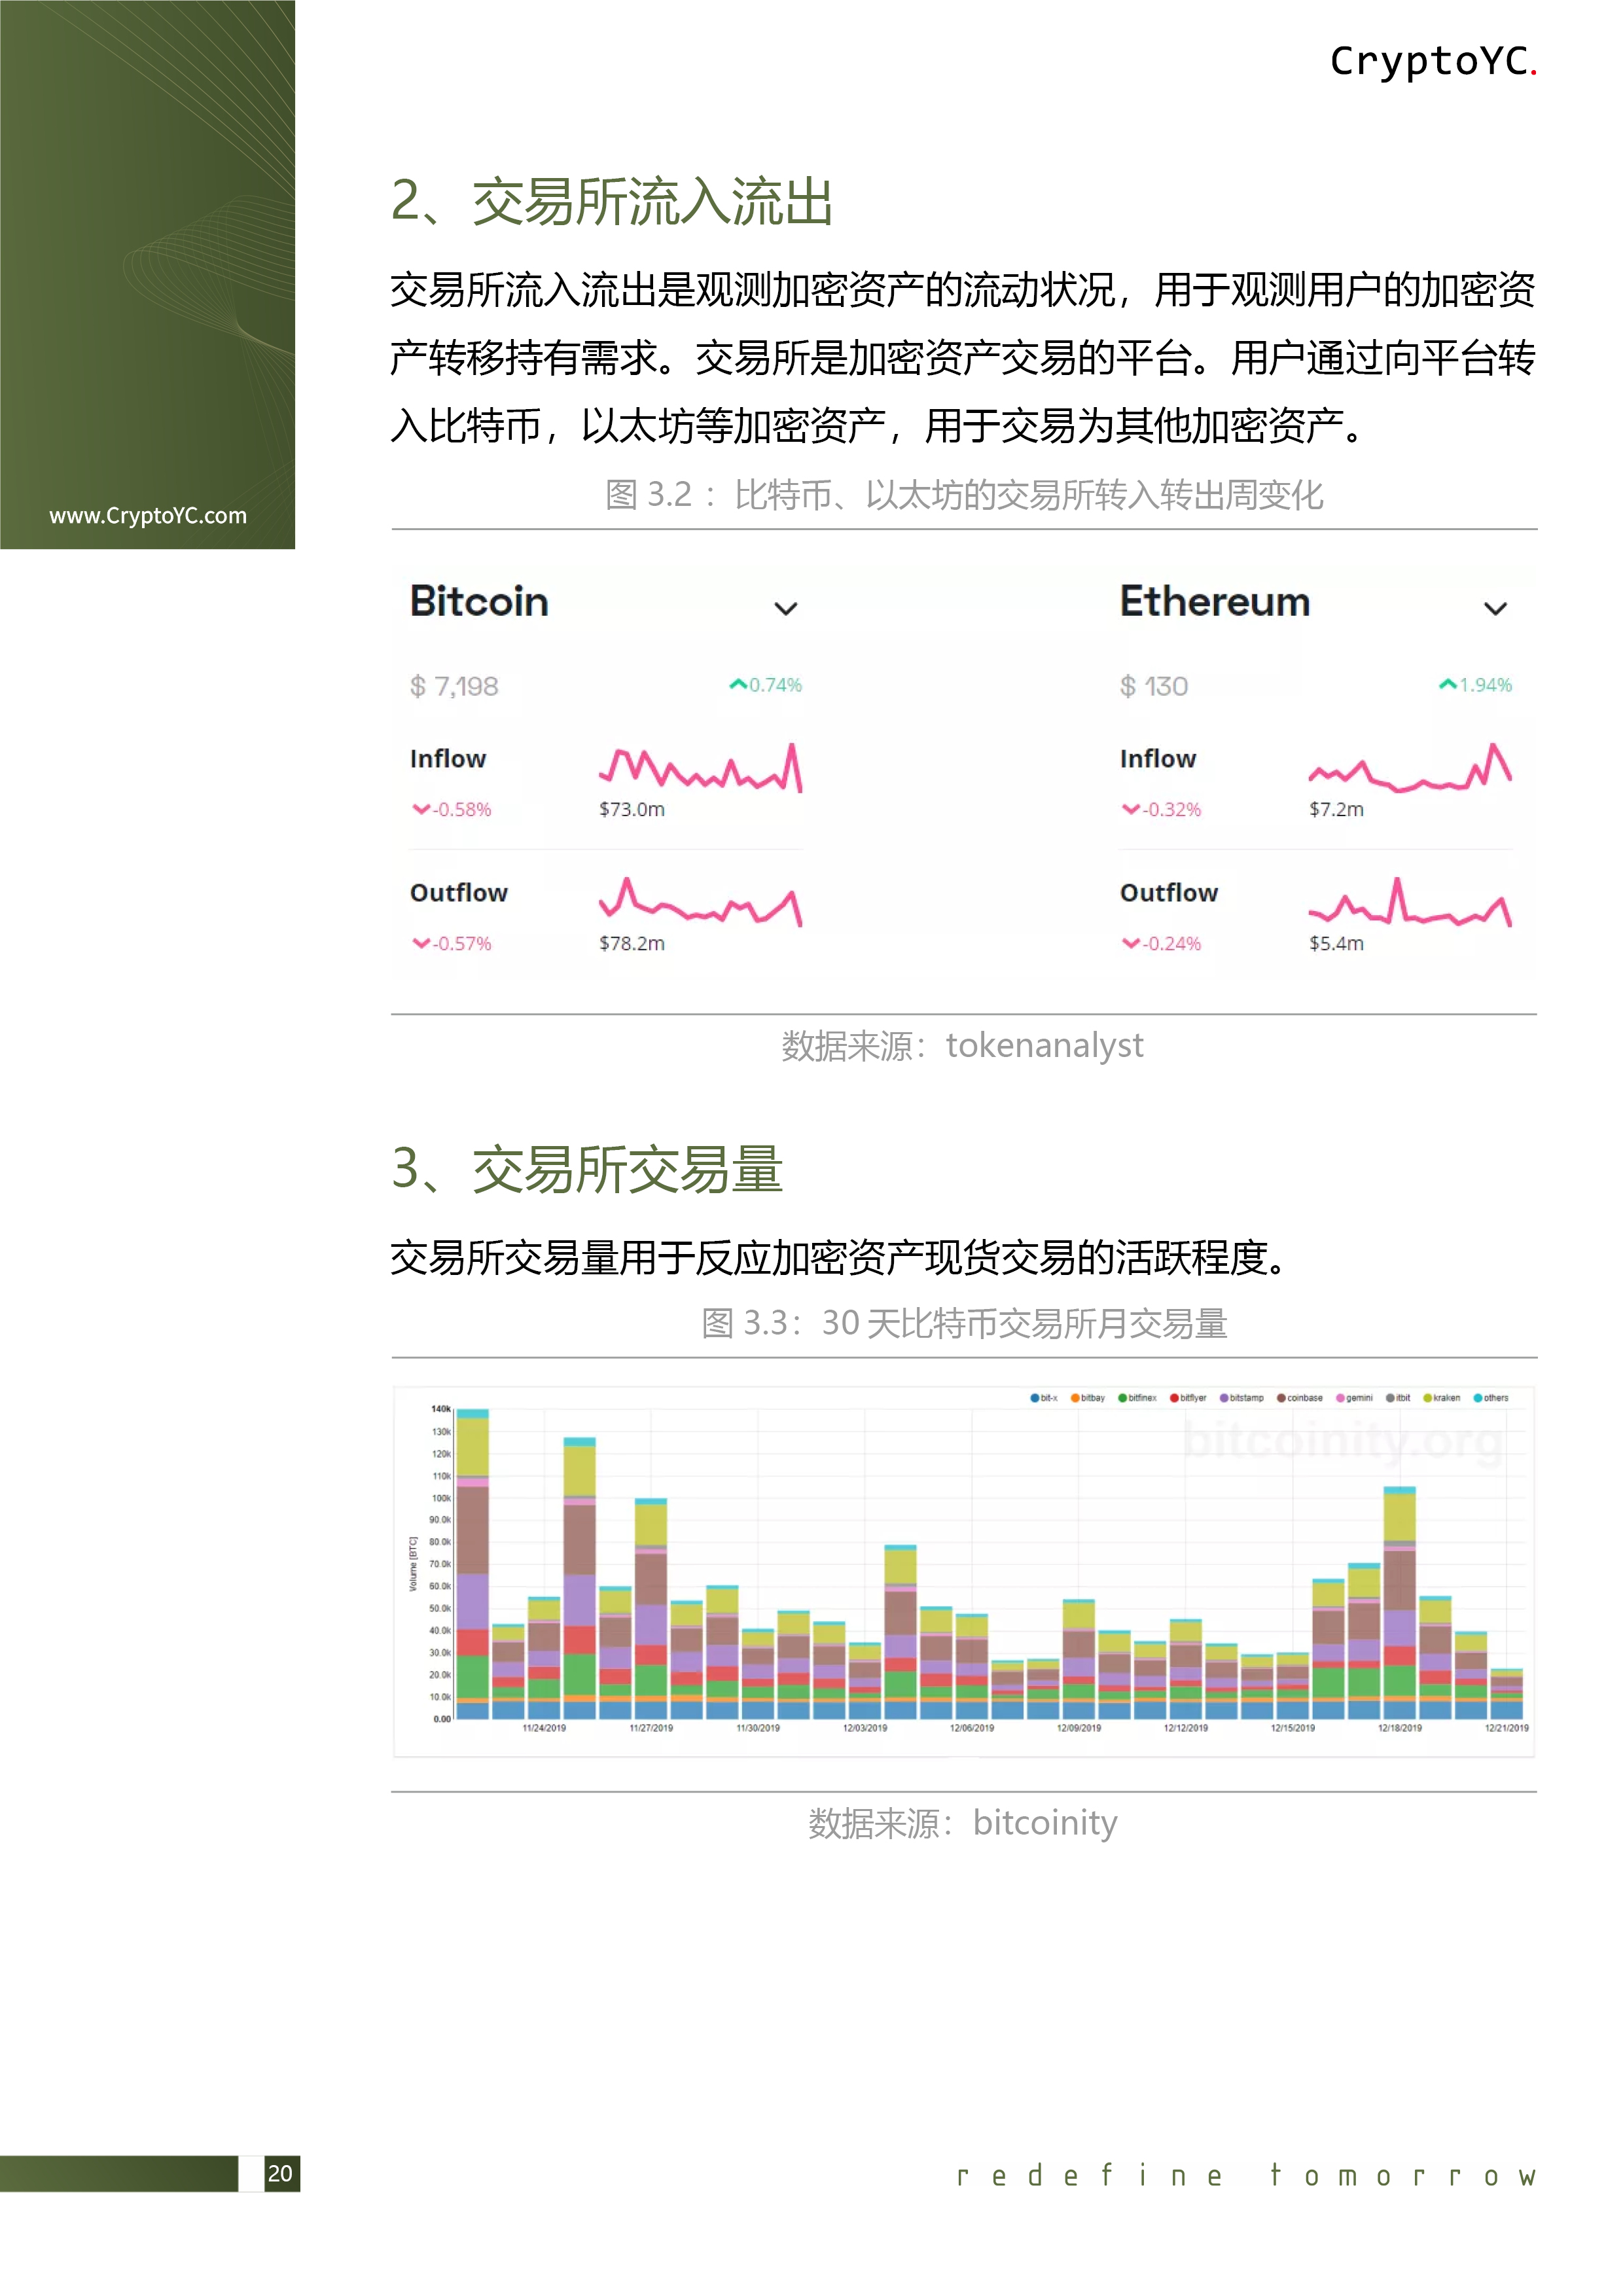 CryptoYC.
www.CryptoYC.com
2、交易所流入流出
交易所流入流出是观测加密资产的流动状况，用于观测用户的加密资
产转移持有需求。交易所是加密资产交易的平台。用户通过向平台转
入比特币，以太坊等加密资产，用于交易为其他加密资产。
图 3.2 ：比特币、以太坊的交易所转入转出周变化
Bitcoin
$ 7,198
0.74%
Inflow
-0.58%
$73.0m
Outflow
-0.57%
$78.2m
Ethereum
$ 130
1.94%
Inflow
-0.32%
$7.2m
Outflow
-0.24%
$5.4m
数据来源：tokenanalyst
3、交易所交易量
交易所交易量用于反应加密资产现货交易的活跃程度。
图 3.3：30 天比特币交易所月交易量
bit-x bitbay bitfinex bitflyer bitstamp coinbase gemini itbit kraken others
bitcoinity.org
Volume [BTC]
140k
130k
120k
110k
100k
90.0k
80.0k
70.0k
60.0k
50.0k
40.0k
30.0k
20.0k
10.0k
0.00
11/24/2019 11/27/2019 11/30/2019 12/03/2019 12/06/2019 12/09/2019 12/12/2019 12/15/2019 12/18/2019 12/21/2019
数据来源：bitcoinity
20
redefine tomorrow